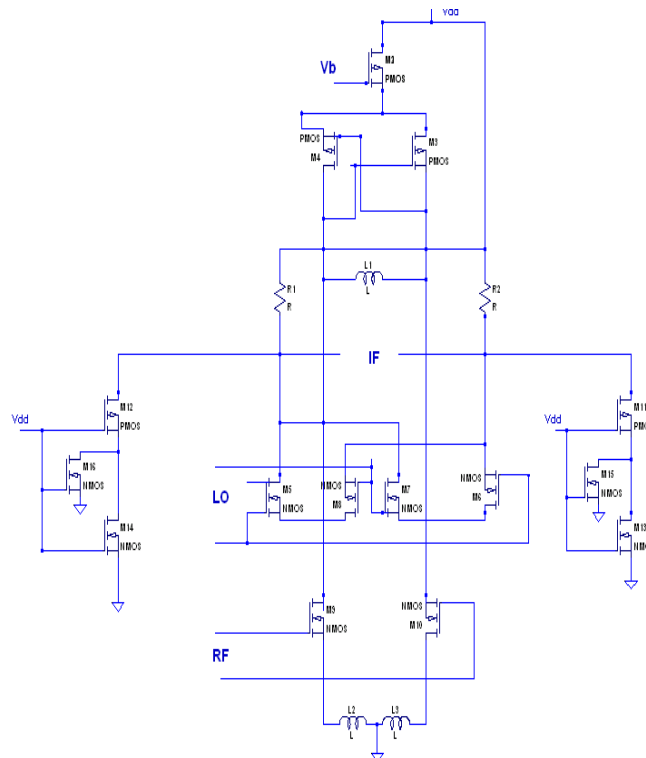 Vdd
M2
Vb
PMOS
PMOS
M3
M4
PMOS
L1
L
R1
R
R2
R
IF
M12
M11
Vdd
PMOS
Vdd
M16
NMOS
NMOS
M15
LO
M5
M8
M7
M6
NMOS
NMOS
NMOS
NMOS
M14
M13
NMOS
M9
NMOS
NMOS
M10
RF
L2
L3
L
L